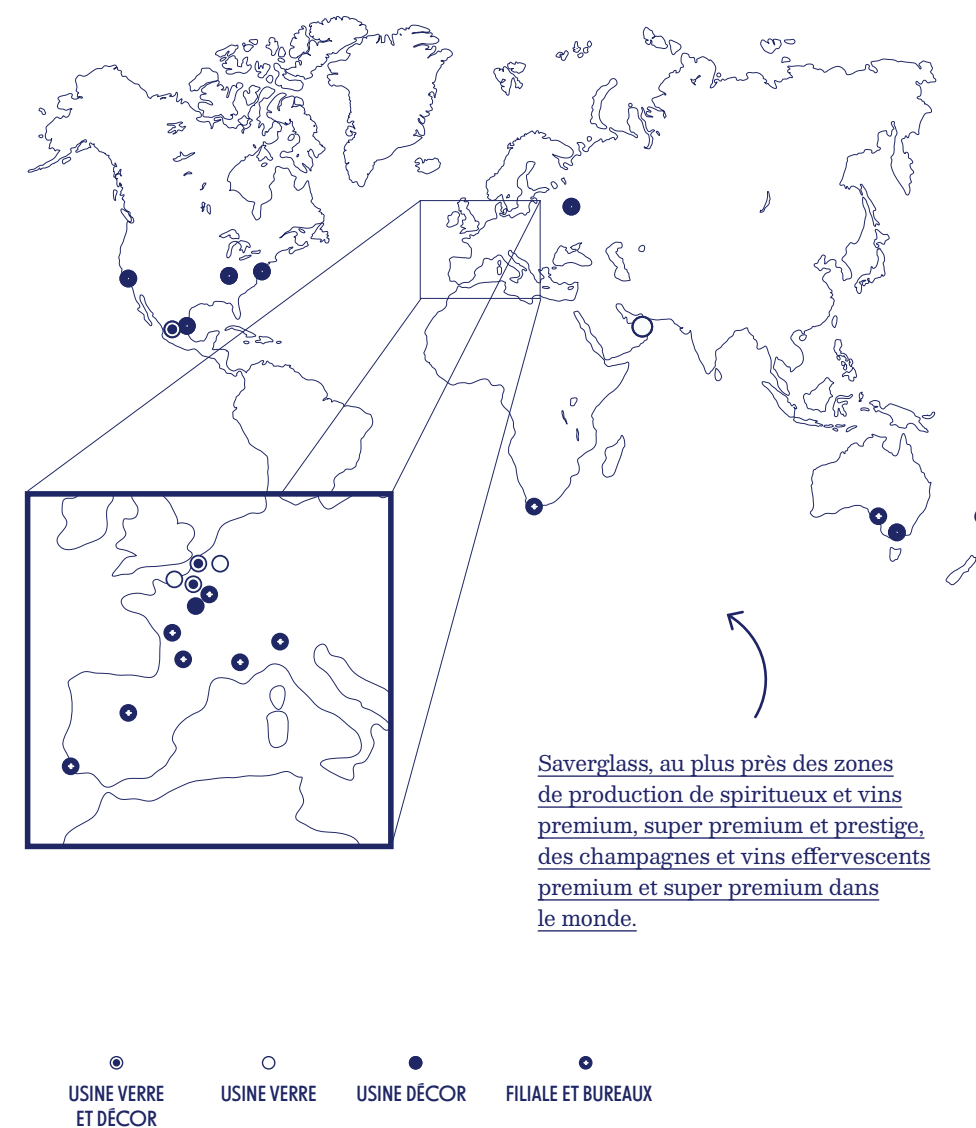 Saverglass, au plus près des zones
de production de spiritueux et vins
premium, super premium et prestige,
des champagnes et vins effervescents
premium et super premium dans
le monde.
USINE VERRE
ET DÉCOR
USINE VERRE
USINE DÉCOR
FILIALE ET BUREAUX